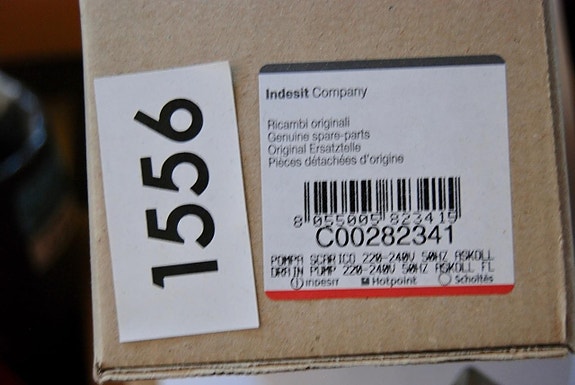 1556
Indesit Company
Ricambi originali
Genuine spare-parts
Original Ersatzteile
Pièces détachées d'origine
8 055005 823415
C00282341
POMPA SCARICO 220-240V 50HZ ASKOLL
DRAIN PUMP 220-240V 50HZ ASKOLL FL
indesit Hotpoint Scholtès